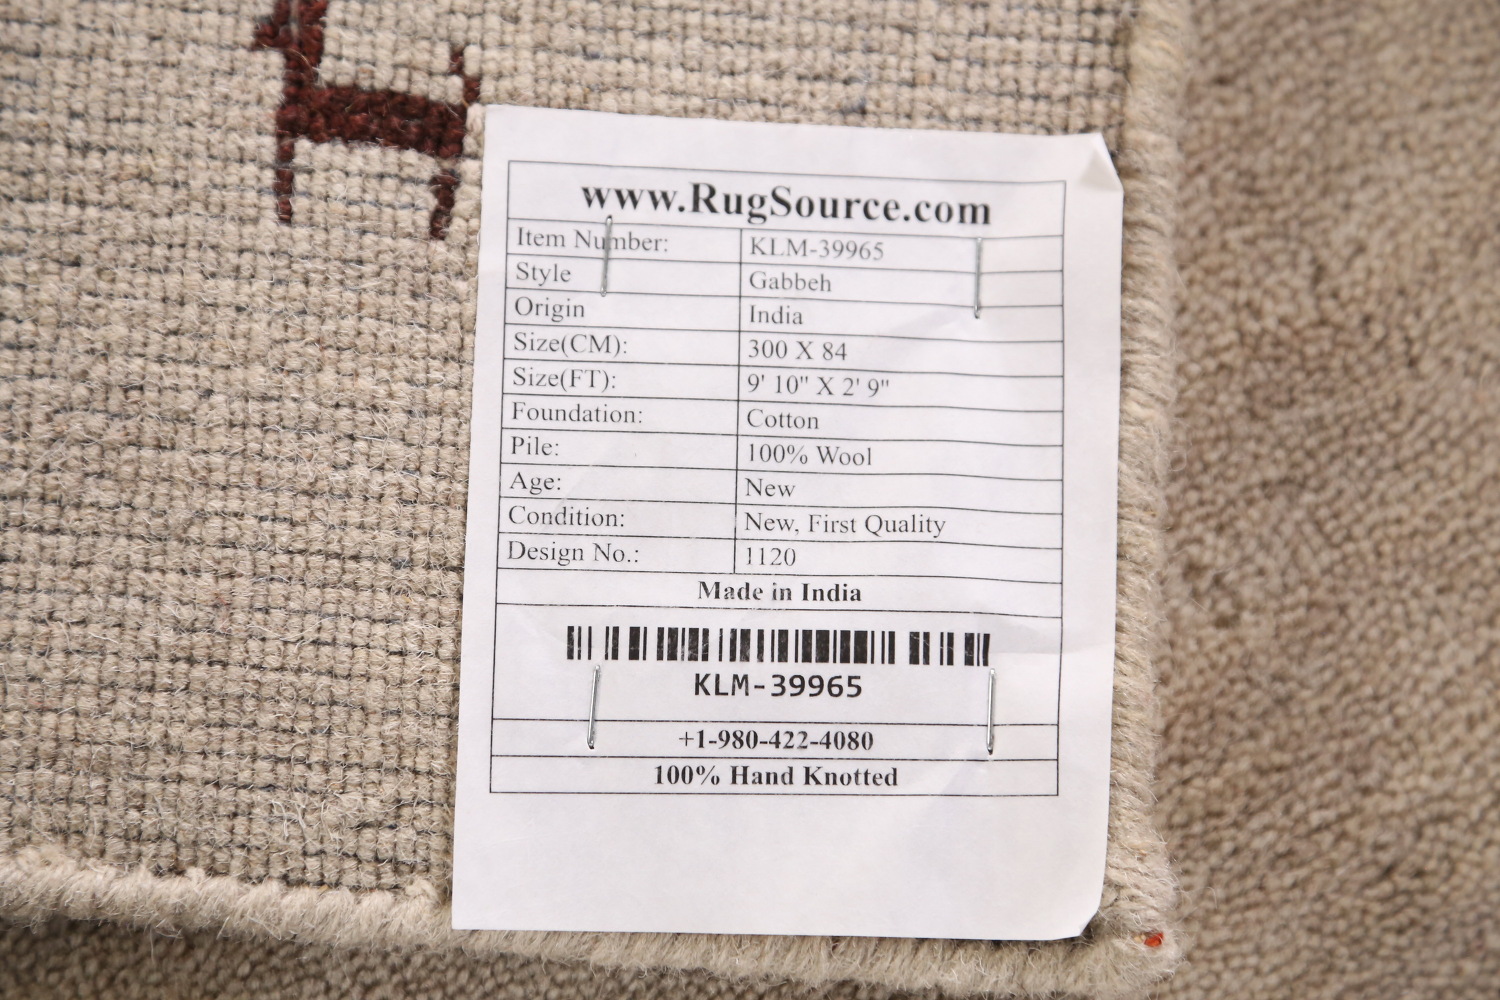 www.RugSource.com
Item Number: KLM-39965
Style Gabbeh
Origin India
Size(CM): 300 X 84
Size(FT): 9' 10" X 2' 9"
Foundation: Cotton
Pile: 100% Wool
Age: New
Condition: New, First Quality
Design No.: 1120
Made in India
KLM-39965
+1-980-422-4080
100% Hand Knotted